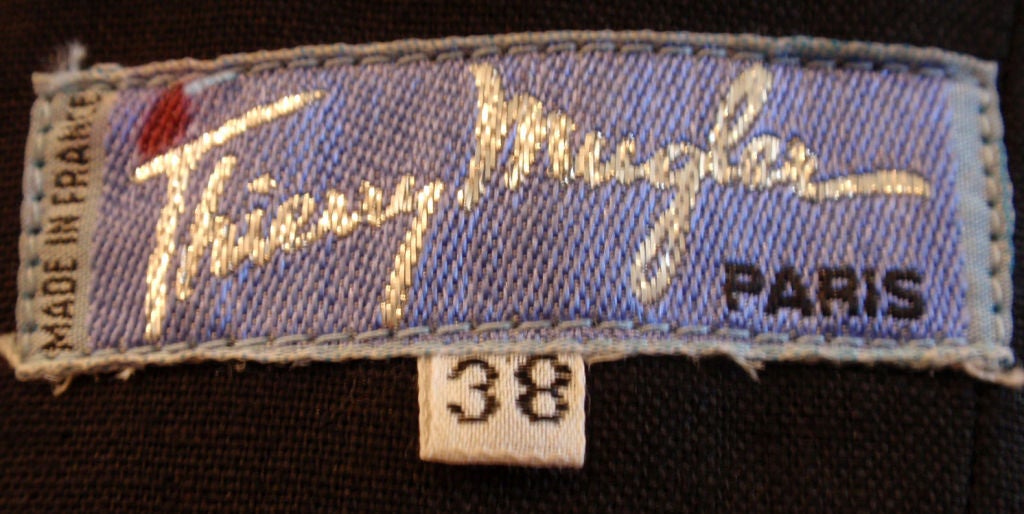 MADE IN FRANCE
Thierry Mugler
PARIS
38